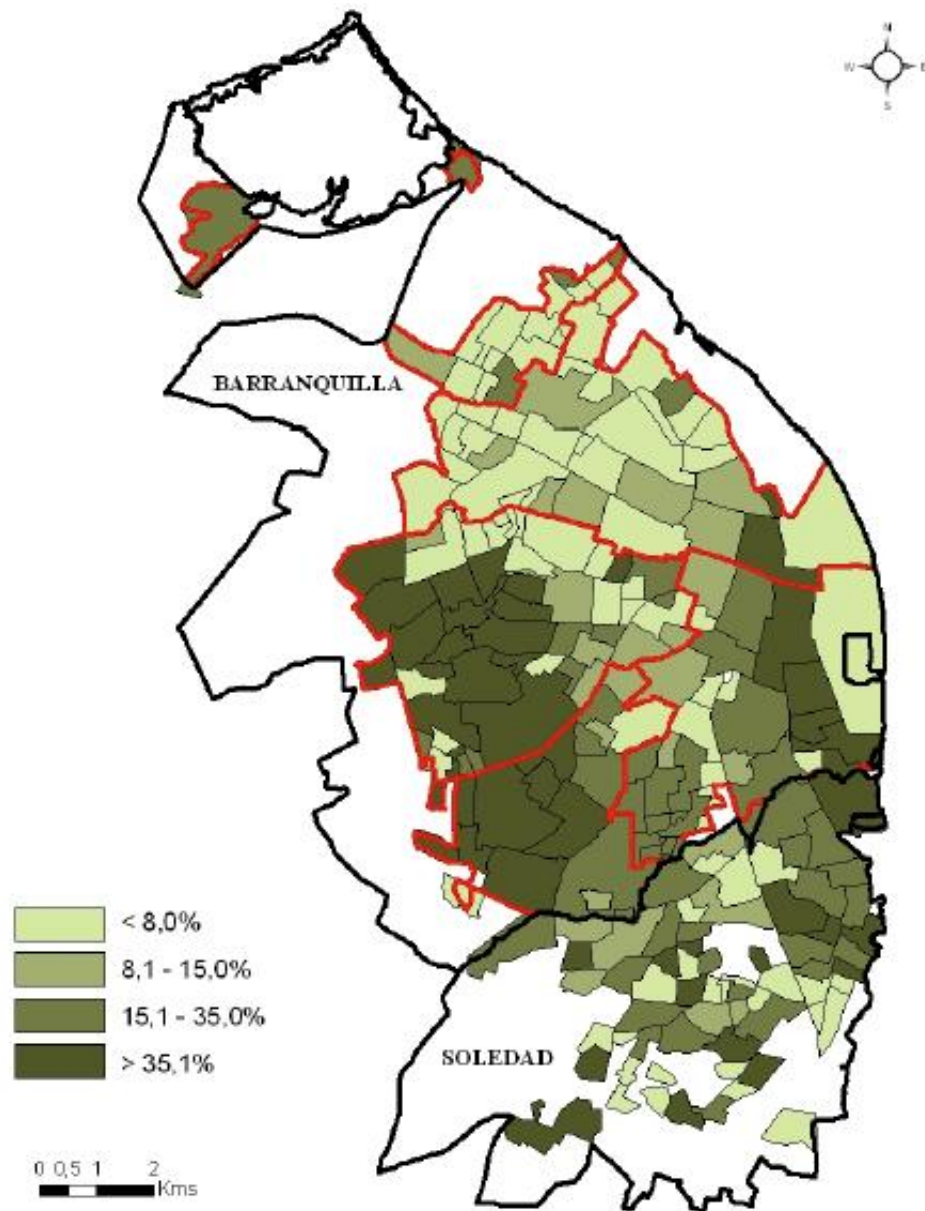 N
W E
S
BARRANQUILLA
< 8,0%
8,1 - 15,0%
15,1 - 35,0%
> 35,1%
SOLEDAD
0 0,5 1 2
Kms